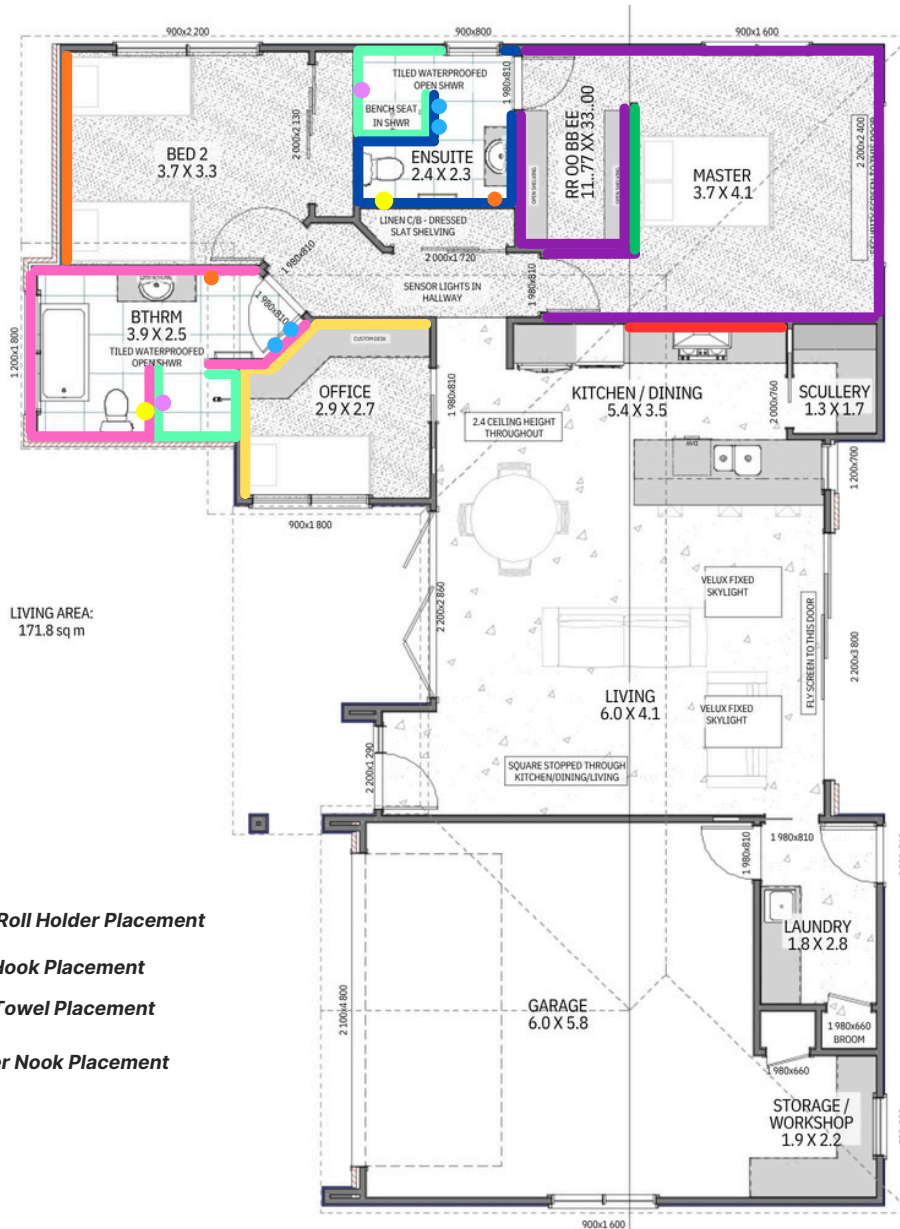 900x2 200
900x800
900x1 600
TILED WATERPROOFED
OPEN SHWR
BENCH SEAT
IN SHWR
1 980x810
2 000x2 130
BED 2
3.7 X 3.3
ENSUITE
2.4 X 2.3
RR OO BB EE
11..77 XX 33..00
OPEN SHELVING
OPEN SHELVING
MASTER
3.7 X 4.1
2 200x2 400
SECURITY SCREEN TO THIS DOOR
LINEN C/B - DRESSED
SLAT SHELVING
2 000x1 720
1 980x810
SENSOR LIGHTS IN
HALLWAY
1 980x810
BTHRM
3.9 X 2.5
TILED WATERPROOFED
OPEN SHWR
1 980x810
1 200x1 800
CUSTOM DESK
OFFICE
2.9 X 2.7
1 980x810
KITCHEN / DINING
5.4 X 3.5
2 000x760
SCULLERY
1.3 X 1.7
2.4 CEILING HEIGHT
THROUGHOUT
1 200x700
900x1 800
LIVING AREA:
171.8 sq m
2 200x2 860
VELUX FIXED
SKYLIGHT
FLY SCREEN TO THIS DOOR
2 200x3 800
LIVING
6.0 X 4.1
VELUX FIXED
SKYLIGHT
2 200x1 290
SQUARE STOPPED THROUGH
KITCHEN/DINING/LIVING
1 980x810
1 980x810
Roll Holder Placement
Hook Placement
Towel Placement
er Nook Placement
LAUNDRY
1.8 X 2.8
2 100x4 800
GARAGE
6.0 X 5.8
1 980x660
BROOM
1 980x660
STORAGE /
WORKSHOP
1.9 X 2.2
900x1 600